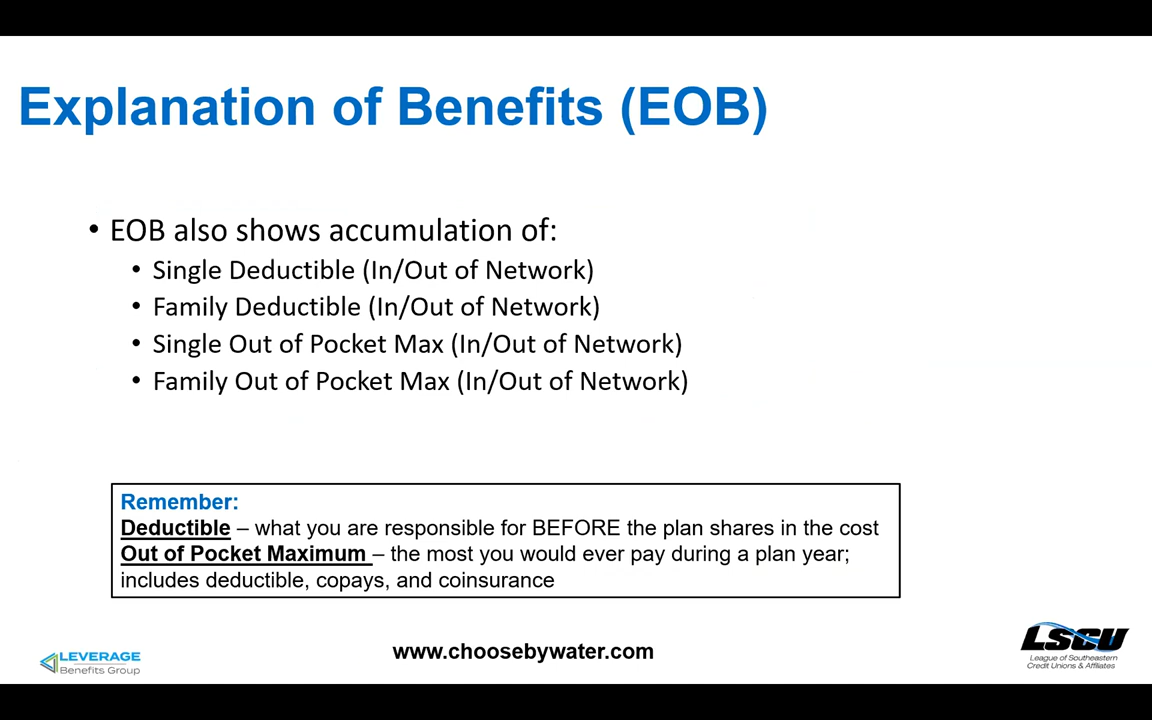 Explanation of Benefits (EOB)
• EOB also shows accumulation of:
• Single Deductible (In/Out of Network)
• Family Deductible (In/Out of Network)
• Single Out of Pocket Max (In/Out of Network)
• Family Out of Pocket Max (In/Out of Network)
Remember:
Deductible – what you are responsible for BEFORE the plan shares in the cost
Out of Pocket Maximum – the most you would ever pay during a plan year;
includes deductible, copays, and coinsurance
LEVERAGE
Benefits Group
www.choosebywater.com
LSCU
League of Southeastern
Credit Unions & Affiliates